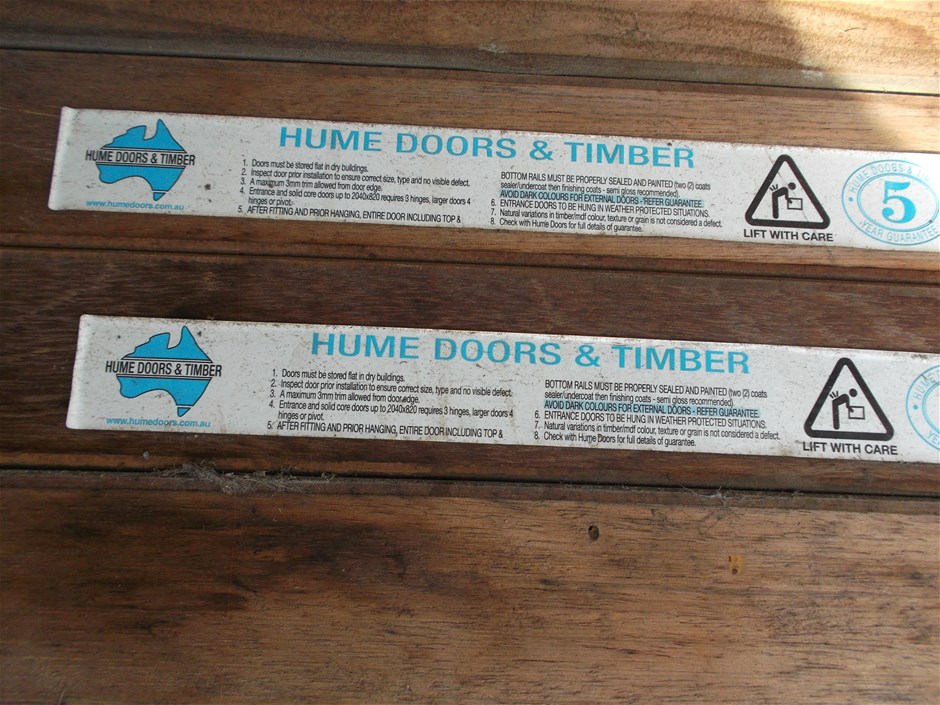 HUME DOORS & TIMBER
HUME DOORS & TIMBER
www.humedoors.com.au
1. Doors must be stored flat in dry buildings.
2. Inspect door prior installation to ensure correct size, type and no visible defect.
3. A maximum 3mm trim allowed from door edge.
4. Entrance and solid core doors up to 2040x820 requires 3 hinges, larger doors 4
hinges or pivot.
5. AFTER FITTING AND PRIOR HANGING, ENTIRE DOOR INCLUDING TOP &
BOTTOM RAILS MUST BE PROPERLY SEALED AND PAINTED (two (2) coats
sealer/undercoat then finishing coats - semi gloss recommended).
AVOID DARK COLOURS FOR EXTERNAL DOORS - REFER GUARANTEE.
6. ENTRANCE DOORS TO BE HUNG IN WEATHER PROTECTED SITUATIONS.
7. Natural variations in timber/mdf colour, texture or grain is not considered a defect.
8. Check with Hume Doors for full details of guarantee.
LIFT WITH CARE
HUME DOORS &
5
YEAR GUARANTEE
HUME DOORS & TIMBER
HUME DOORS & TIMBER
www.humedoors.com.au
1. Doors must be stored flat in dry buildings.
2. Inspect door prior installation to ensure correct size, type and no visible defect.
3. A maximum 3mm trim allowed from door edge.
4. Entrance and solid core doors up to 2040x820 requires 3 hinges, larger doors 4
hinges or pivot.
5. AFTER FITTING AND PRIOR HANGING, ENTIRE DOOR INCLUDING TOP &
BOTTOM RAILS MUST BE PROPERLY SEALED AND PAINTED (two (2) coats
sealer/undercoat then finishing coats - semi gloss recommended).
AVOID DARK COLOURS FOR EXTERNAL DOORS - REFER GUARANTEE.
6. ENTRANCE DOORS TO BE HUNG IN WEATHER PROTECTED SITUATIONS.
7. Natural variations in timber/mdf colour, texture or grain is not considered a defect.
8. Check with Hume Doors for full details of guarantee.
LIFT WITH CARE